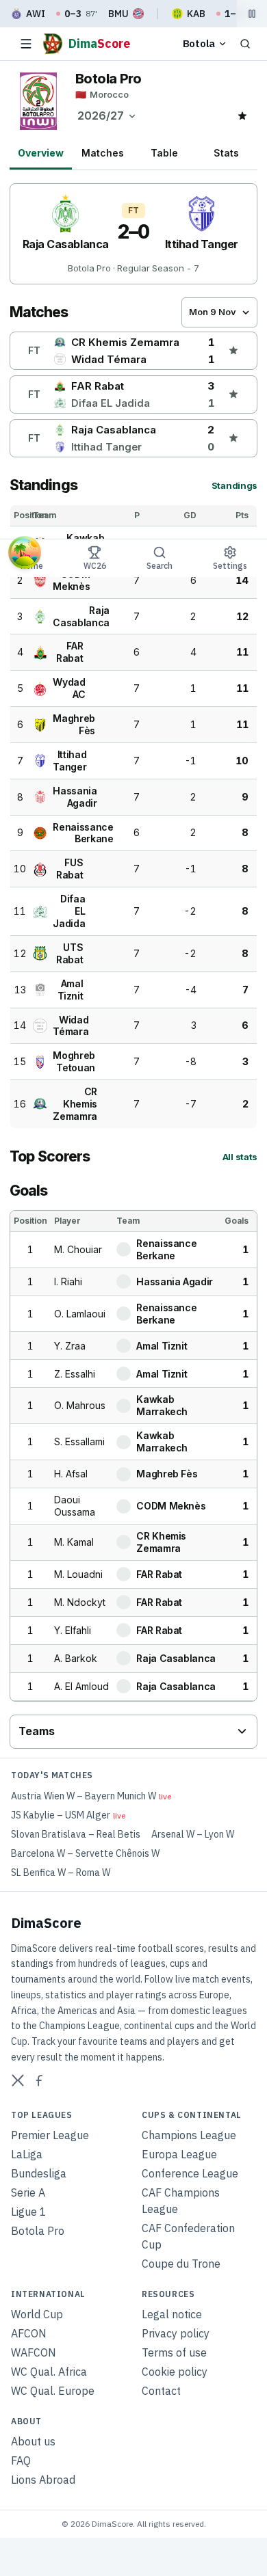 AWI 0–3 87' BMU KAB 1–
DimaScore Botola
Botola Pro
Morocco
2026/27
Overview Matches Table Stats
Raja Casablanca FT 2–0 Ittihad Tanger
Botola Pro · Regular Season - 7
Matches Mon 9 Nov
FT CR Khemis Zemamra 1
Widad Témara 1
FT FAR Rabat 3
Difaa EL Jadida 1
FT Raja Casablanca 2
Ittihad Tanger 0
Standings Standings
Team P GD Pts
Kawkab
WC26 Search Settings
2 Meknès 7 6 14
3 Raja Casablanca 7 2 12
4 FAR Rabat 6 4 11
5 Wydad AC 7 1 11
6 Maghreb Fès 7 1 11
7 Ittihad Tanger 7 -1 10
8 Hassania Agadir 7 2 9
9 Renaissance Berkane 6 2 8
10 FUS Rabat 7 -1 8
11 Difaa EL Jadida 7 -2 8
12 UTS Rabat 7 -2 8
13 Amal Tiznit 7 -4 7
14 Widad Témara 7 3 6
15 Moghreb Tetouan 7 -8 3
16 CR Khemis Zemamra 7 -7 2
Top Scorers All stats
Goals
Position Player Team Goals
1 M. Chouiar Renaissance Berkane 1
1 I. Riahi Hassania Agadir 1
1 O. Lamlaoui Renaissance Berkane 1
1 Y. Zraa Amal Tiznit 1
1 Z. Essalhi Amal Tiznit 1
1 O. Mahrous Kawkab Marrakech 1
1 S. Essallami Kawkab Marrakech 1
1 H. Afsal Maghreb Fès 1
1 Daoui Oussama CODM Meknès 1
1 M. Kamal CR Khemis Zemamra 1
1 M. Louadni FAR Rabat 1
1 M. Ndockyt FAR Rabat 1
1 Y. Elfahli FAR Rabat 1
1 A. Barkok Raja Casablanca 1
1 A. El Amloud Raja Casablanca 1
Teams
TODAY'S MATCHES
Austria Wien W – Bayern Munich W live
JS Kabylie – USM Alger live
Slovan Bratislava – Real Betis Arsenal W – Lyon W
Barcelona W – Servette Chênois W
SL Benfica W – Roma W
DimaScore
DimaScore delivers real-time football scores, results and
standings from hundreds of leagues, cups and
tournaments around the world. Follow live match events,
lineups, statistics and player ratings across Europe,
Africa, the Americas and Asia — from domestic leagues
to the Champions League, continental cups and the World
Cup. Track your favourite teams and players and get
every result the moment it happens.
TOP LEAGUES
Premier League
LaLiga
Bundesliga
Serie A
Ligue 1
Botola Pro
CUPS & CONTINENTAL
Champions League
Europa League
Conference League
CAF Champions
League
CAF Confederation
Cup
Coupe du Trone
INTERNATIONAL
World Cup
AFCON
WAFCON
WC Qual. Africa
WC Qual. Europe
RESOURCES
Legal notice
Privacy policy
Terms of use
Cookie policy
Contact
ABOUT
About us
FAQ
Lions Abroad
© 2026 DimaScore. All rights reserved.